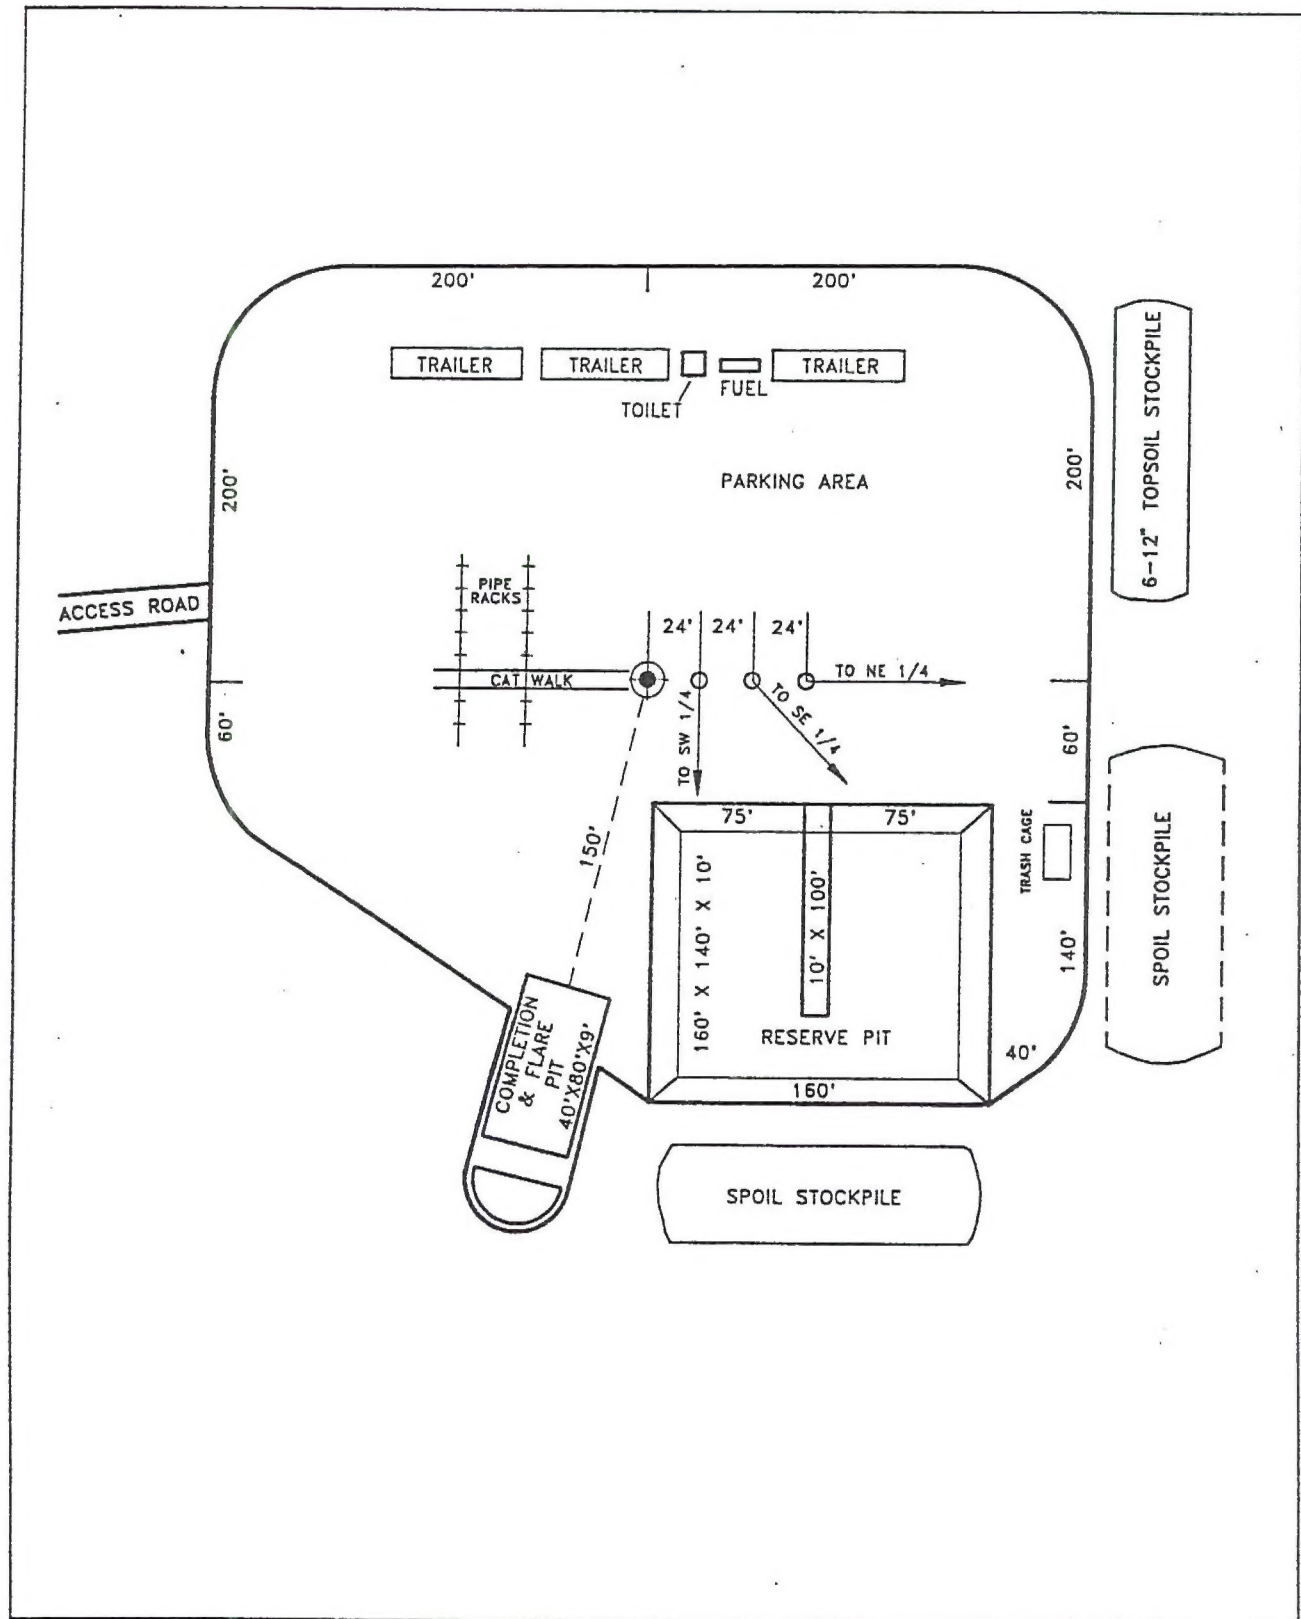 200'
200'
TRAILER
TRAILER
TRAILER
TOILET
FUEL
PARKING AREA
200'
200'
6-12" TOPSOIL STOCKPILE
ACCESS ROAD
PIPE
RACKS
CAT WALK
24'
24'
24'
TO NE 1/4
TO SE 1/4
TO SW 1/4
60'
60'
150'
75'
75'
TRASH CAGE
160' X 140' X 10'
10' X 100'
140'
SPOIL STOCKPILE
RESERVE PIT
40'
160'
COMPLETION
& FLARE
PIT
40'X80'X9'
SPOIL STOCKPILE